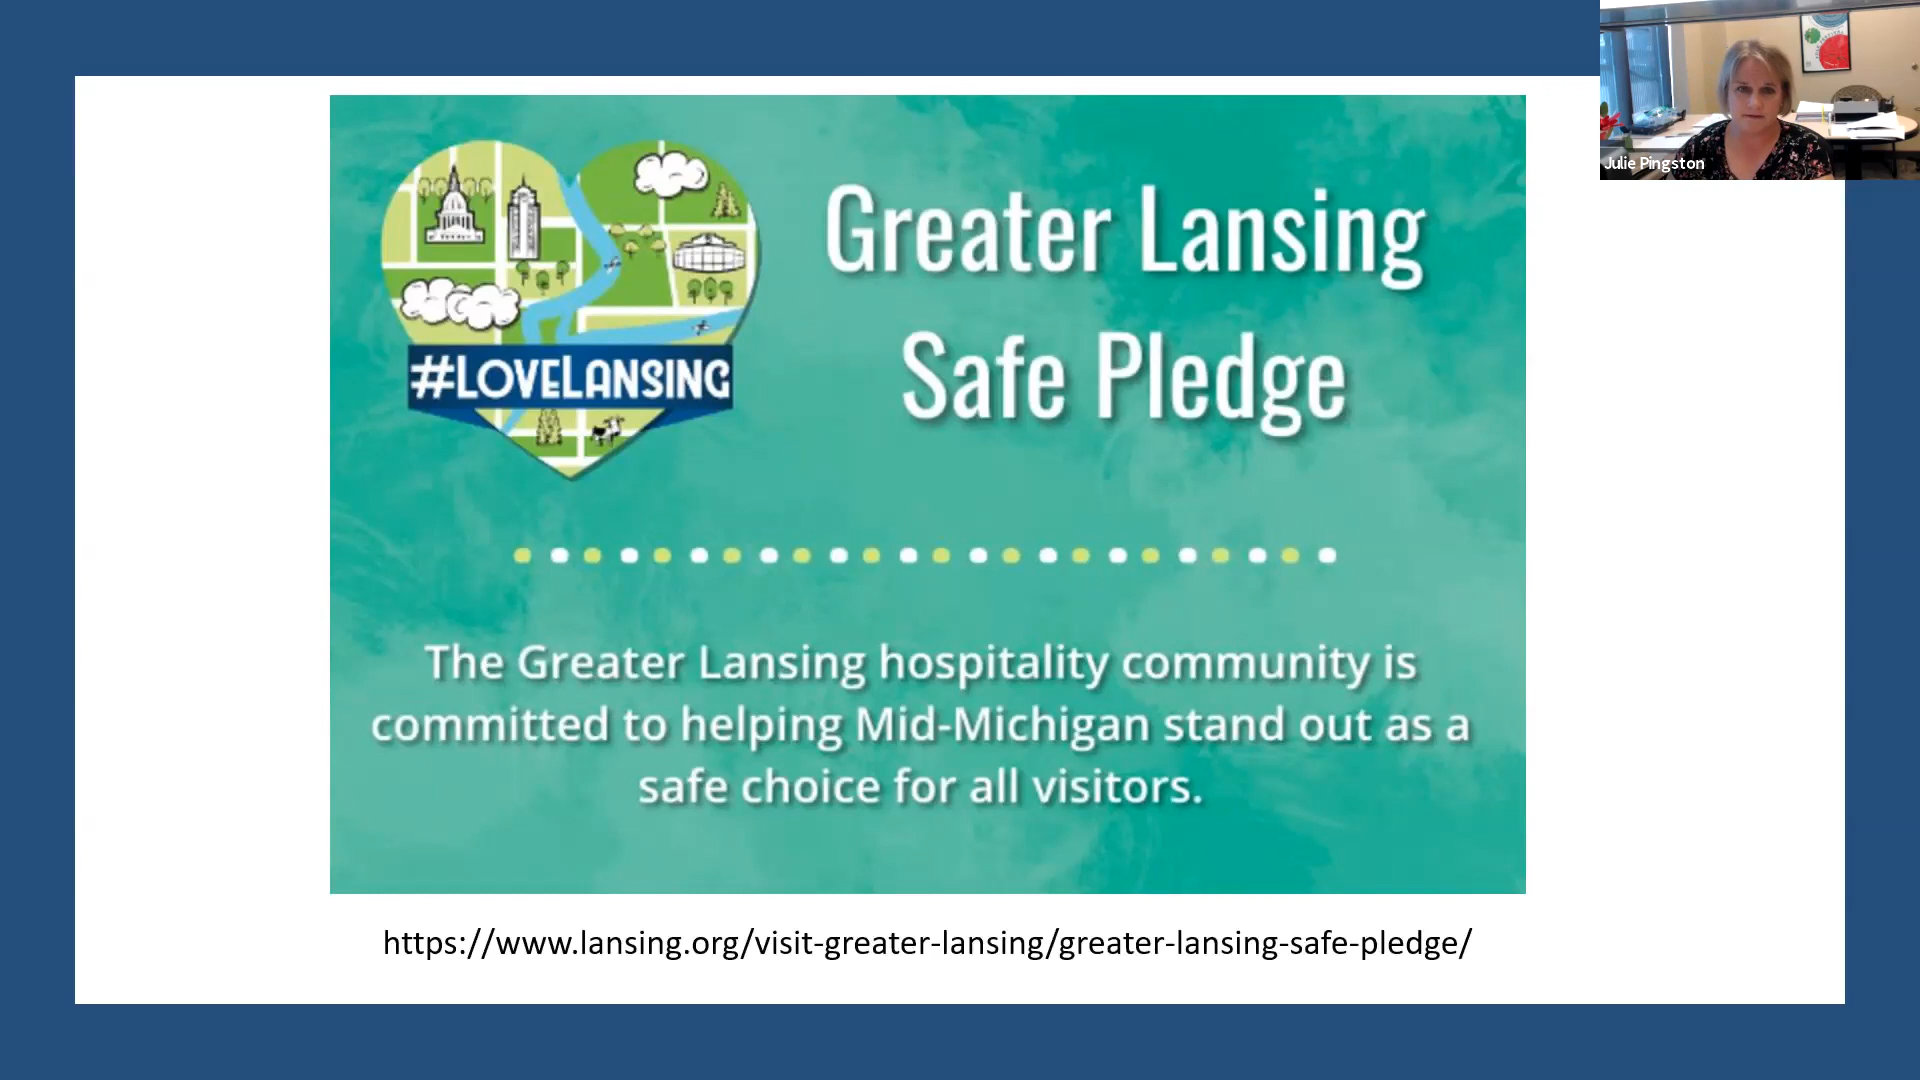 Julie Pingston
#LOVELANSING
Greater Lansing
Safe Pledge
The Greater Lansing hospitality community is
committed to helping Mid-Michigan stand out as a
safe choice for all visitors.
https://www.lansing.org/visit-greater-lansing/greater-lansing-safe-pledge/